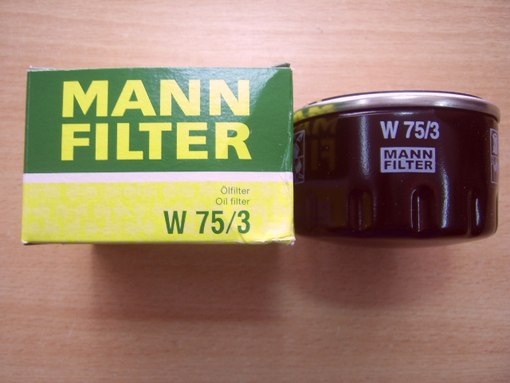 MANN
FILTER
Ölfilter
Oil filter
W 75/3
W 75/3
MANN
FILTER